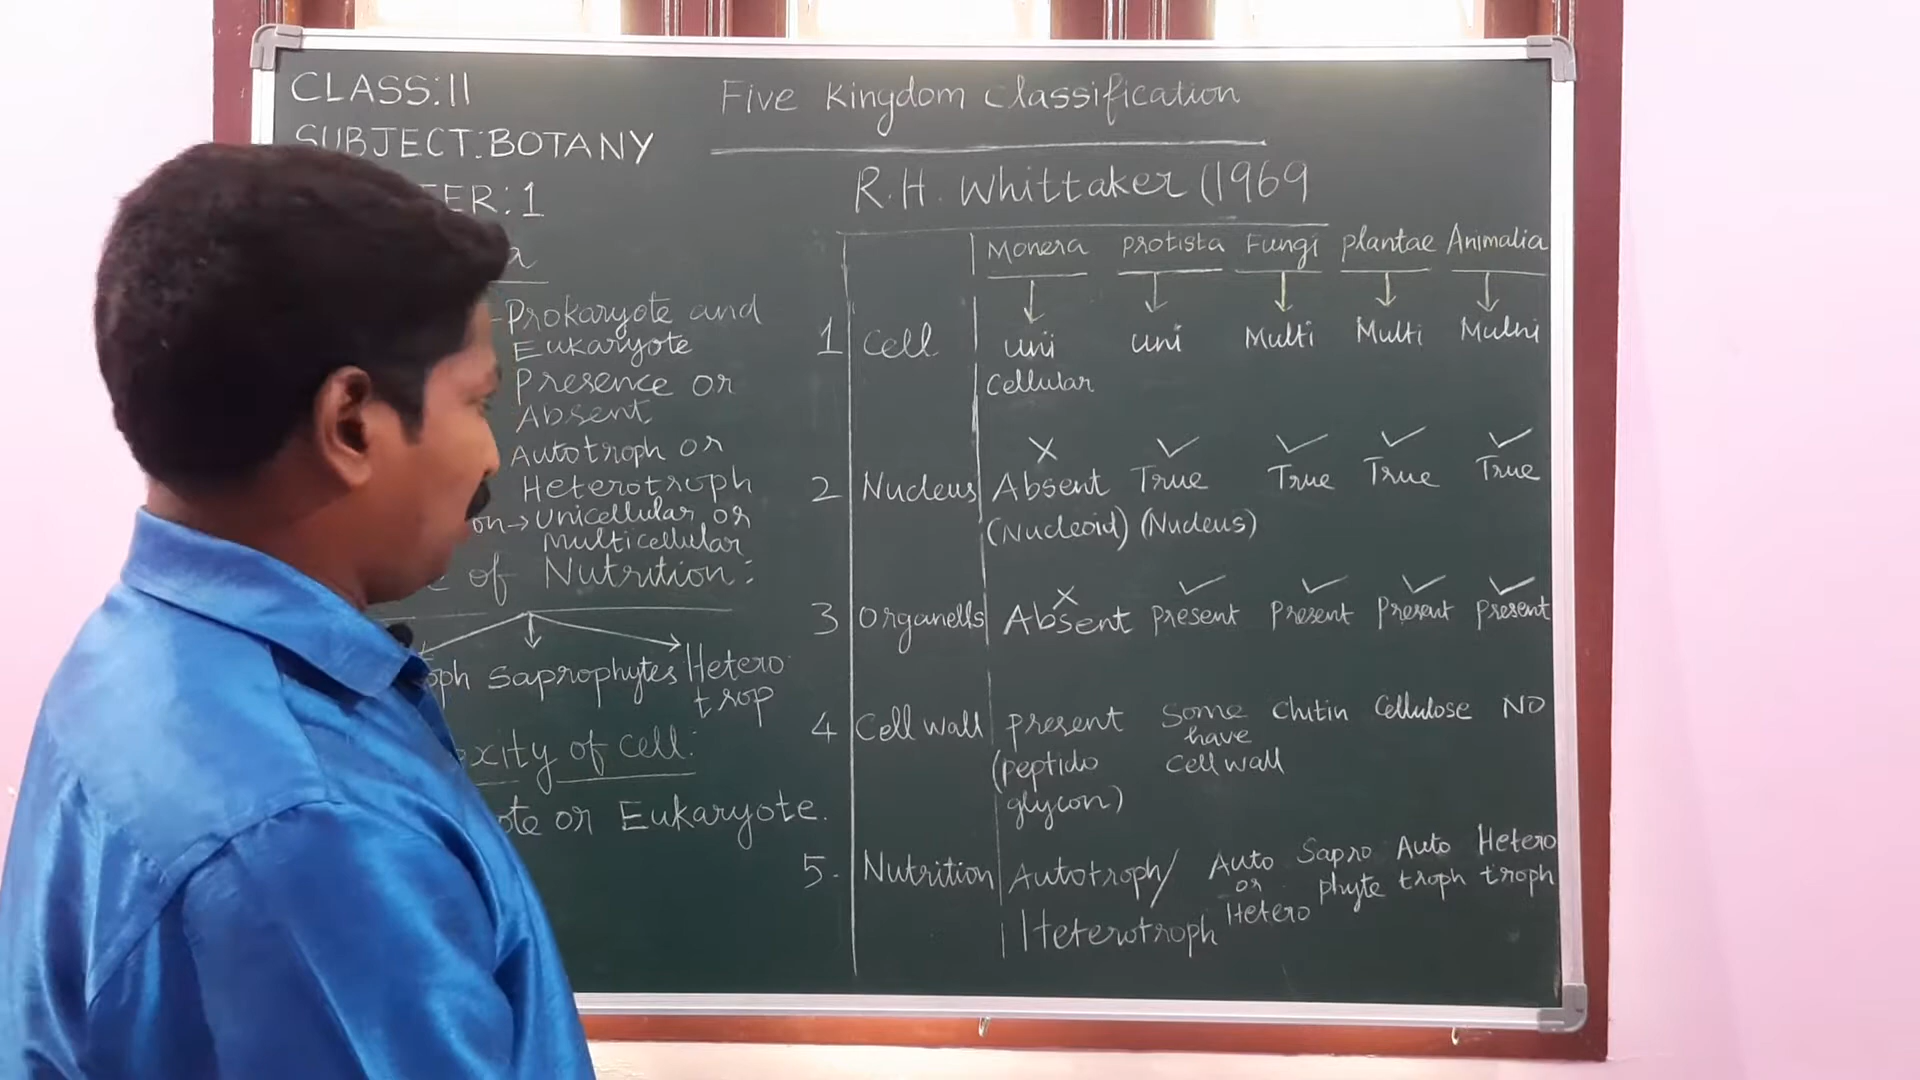 CLASS:11
SUBJECT:BOTANY
ER:1
Prokaryote and
Eukaryote
Presence or
Absent
Autotroph or
Heterotroph
on→Unicellular or
Multicellular
of Nutrition:
oph Saprophytes Hetero
trop
xity of cell:
ote or Eukaryote.
Five Kingdom Classification
R.H. Whittaker (1969
Monera Protista Fungi plantae Animalia
1 Cell Uni Uni Multi Multi
Cellular
2 Nucleus Absent True True True True
(Nucleoid) (Nucleus)
3 Organells Absent Present Present Present Present
4 Cell wall present Some Chitin Cellulose NO
have
(peptido cell wall
glycon)
5. Nutrition Autotroph/ Auto Sapro Auto Hetero
or phyte troph troph
Heterotroph Hetero